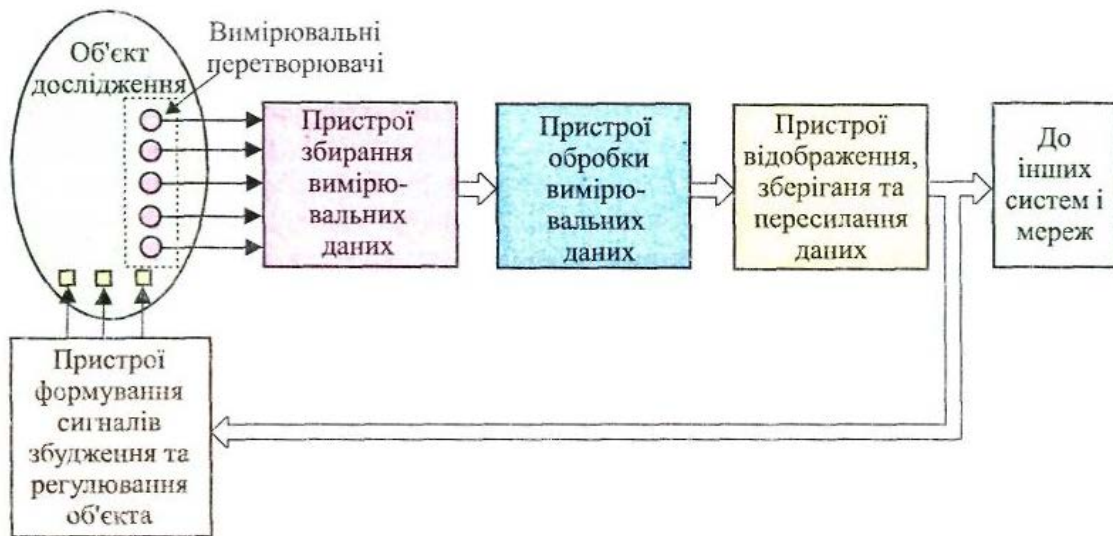 Об'єкт
дослідження
Вимірювальні
перетворювачі
Пристрої
збирання
вимірю-
вальних
даних
Пристрої
обробки
вимірю-
вальних
даних
Пристрої
відображення,
зберіганя та
пересилання
даних
До
інших
систем і
мереж
Пристрої
формування
сигналів
збудження та
регулювання
об'єкта